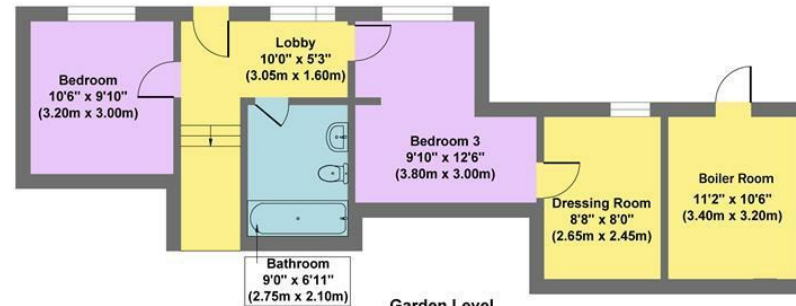 Lobby
10'0" x 5'3"
(3.05m x 1.60m)
Bedroom
10'6" x 9'10"
(3.20m x 3.00m)
Bedroom 3
9'10" x 12'6"
(3.80m x 3.00m)
Dressing Room
8'8" x 8'0"
(2.65m x 2.45m)
Boiler Room
11'2" x 10'6"
(3.40m x 3.20m)
Bathroom
9'0" x 6'11"
(2.75m x 2.10m)
Garden Level